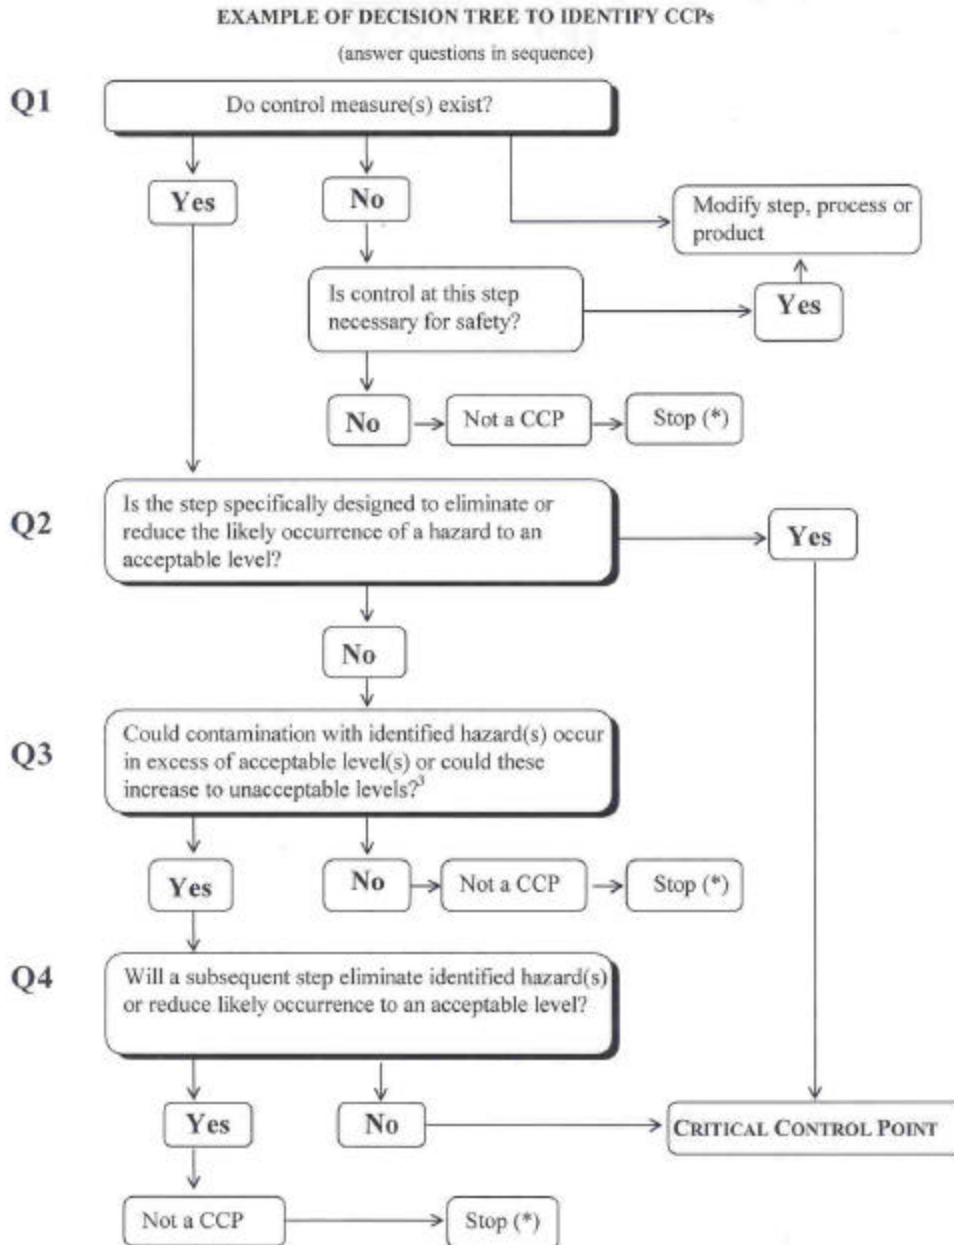 EXAMPLE OF DECISION TREE TO IDENTIFY CCPs
(answer questions in sequence)
Q1
Do control measure(s) exist?
Yes
No
Modify step, process or
product
Is control at this step
necessary for safety?
Yes
No
Not a CCP
Stop (*)
Q2
Is the step specifically designed to eliminate or
reduce the likely occurrence of a hazard to an
acceptable level?
Yes
No
Q3
Could contamination with identified hazard(s) occur
in excess of acceptable level(s) or could these
increase to unacceptable levels?³
Yes
No
Not a CCP
Stop (*)
Q4
Will a subsequent step eliminate identified hazard(s)
or reduce likely occurrence to an acceptable level?
Yes
No
CRITICAL CONTROL POINT
Not a CCP
Stop (*)